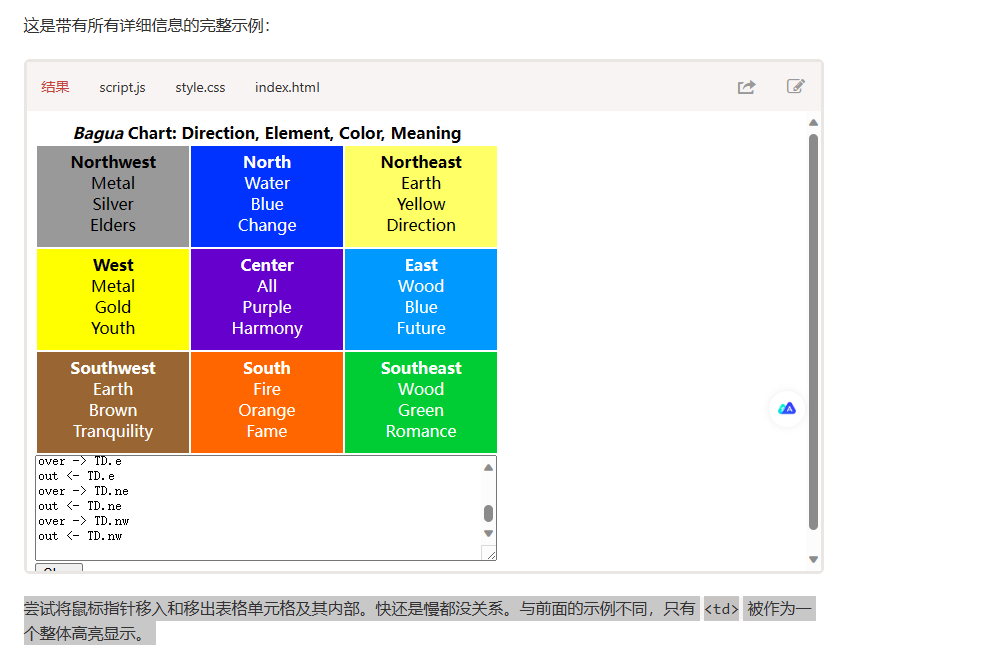 这是带有所有详细信息的完整示例：
结果 script.js style.css index.html
Bagua Chart: Direction, Element, Color, Meaning
Northwest
Metal
Silver
Elders
North
Water
Blue
Change
Northeast
Earth
Yellow
Direction
West
Metal
Gold
Youth
Center
All
Purple
Harmony
East
Wood
Blue
Future
Southwest
Earth
Brown
Tranquility
South
Fire
Orange
Fame
Southeast
Wood
Green
Romance
over -> TD.e
out <- TD.e
over -> TD.ne
out <- TD.ne
over -> TD.nw
out <- TD.nw
尝试将鼠标指针移入和移出表格单元格及其内部。快还是慢都没关系。与前面的示例不同，只有 <td> 被作为一
个整体高亮显示。